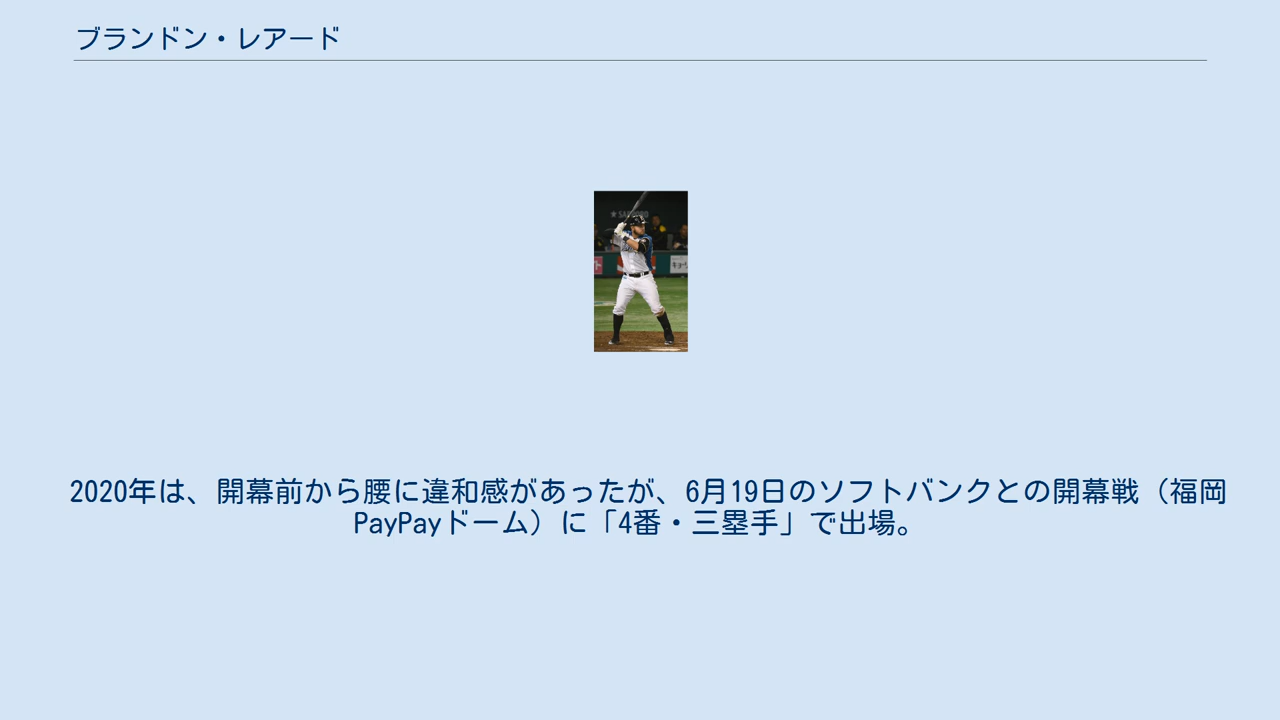 ブランドン・レアード
2020年は、開幕前から腰に違和感があったが、6月19日のソフトバンクとの開幕戦（福岡
PayPayドーム）に「4番・三塁手」で出場。